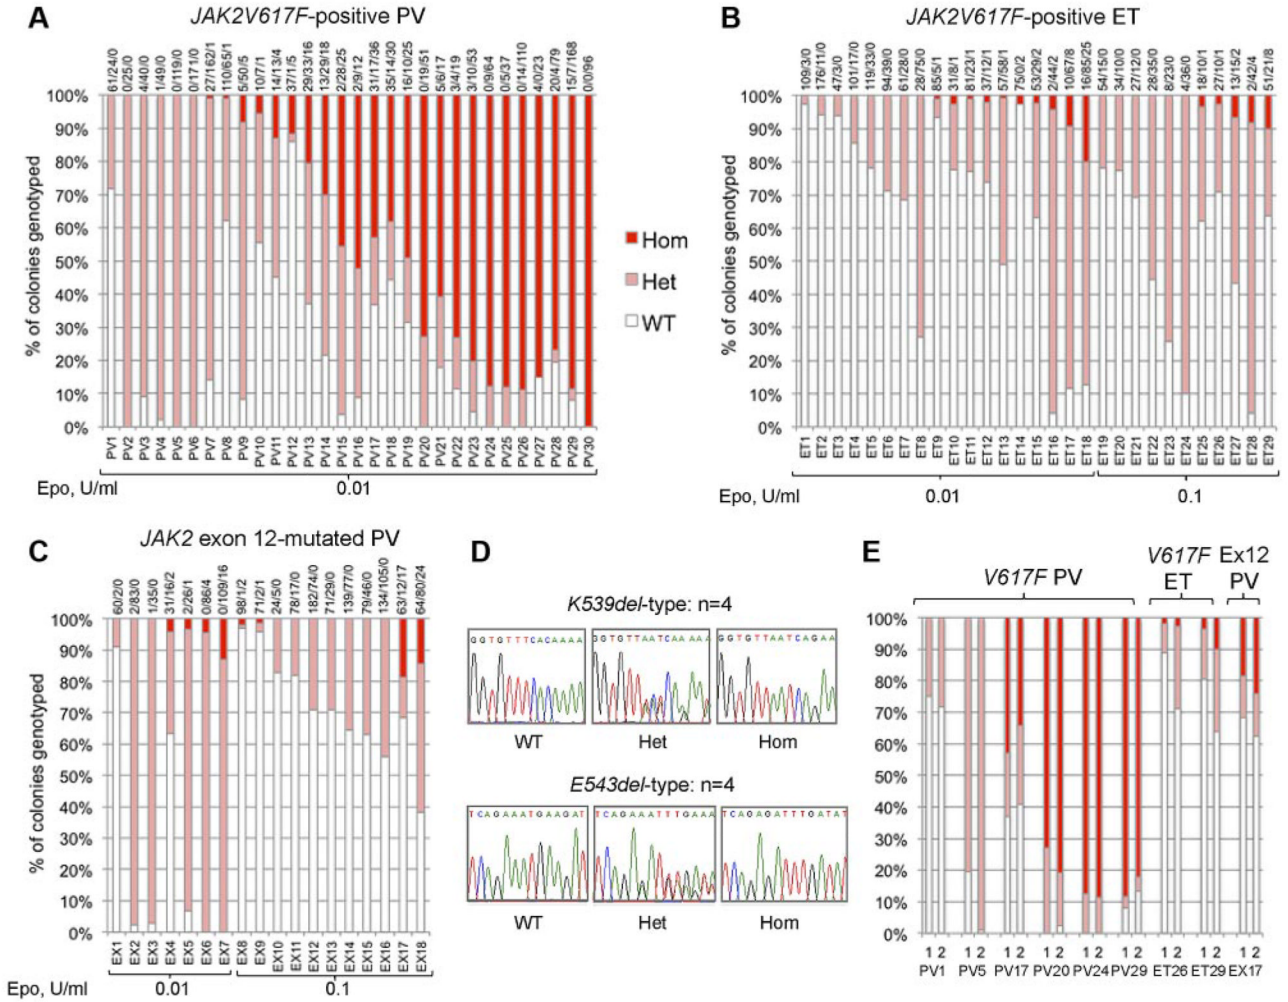 A
JAK2V617F-positive PV
61/24/0
0/25/0
4/40/0
1/49/0
0/119/0
0/171/0
27/162/1
110/65/1
5/50/5
10/07/1
14/13/4
37/1/5
29/33/16
13/29/18
2/28/25
2/9/12
31/17/36
35/14/30
16/10/25
0/19/51
5/6/17
3/4/19
3/10/53
0/9/64
0/5/37
0/14/110
4/0/23
20/4/79
15/7/168
0/0/96
% of colonies genotyped
100%
90%
80%
70%
60%
50%
40%
30%
20%
10%
0%
PV1
PV2
PV3
PV4
PV5
PV6
PV7
PV8
PV9
PV10
PV11
PV12
PV13
PV14
PV15
PV16
PV17
PV18
PV19
PV20
PV21
PV22
PV23
PV24
PV25
PV26
PV27
PV28
PV29
PV30
Epo, U/ml
0.01
Hom
Het
WT
B
JAK2V617F-positive ET
109/3/0
176/11/0
47/3/0
101/17/0
119/33/0
94/39/0
61/28/0
28/75/0
85/5/1
31/8/1
81/23/1
37/12/1
57/58/1
75/0/2
53/29/2
2/44/2
10/67/8
16/85/25
54/15/0
34/10/0
27/12/0
28/35/0
8/23/0
4/36/0
18/10/1
27/10/1
13/15/2
2/42/4
51/21/8
% of colonies genotyped
100%
90%
80%
70%
60%
50%
40%
30%
20%
10%
0%
ET1
ET2
ET3
ET4
ET5
ET6
ET7
ET8
ET9
ET10
ET11
ET12
ET13
ET14
ET15
ET16
ET17
ET18
ET19
ET20
ET21
ET22
ET23
ET24
ET25
ET26
ET27
ET28
ET29
Epo, U/ml
0.01
0.1
C
JAK2 exon 12-mutated PV
60/2/0
2/83/0
1/35/0
31/16/2
2/26/1
0/86/4
0/109/16
98/1/2
71/2/1
24/5/0
78/17/0
182/74/0
71/29/0
139/77/0
79/46/0
134/105/0
63/12/17
64/80/24
% of colonies genotyped
100%
90%
80%
70%
60%
50%
40%
30%
20%
10%
0%
EX1
EX2
EX3
EX4
EX5
EX6
EX7
EX8
EX9
EX10
EX11
EX12
EX13
EX14
EX15
EX16
EX17
EX18
Epo, U/ml
0.01
0.1
D
K539del-type: n=4
GGTGTTTCACAAAA
GGTGTTAATCAAAAA
GGTGTTAATCAGAA
WT
Het
Hom
E543del-type: n=4
TCAGAAATGAAGAT
TCAGAAATTTGAAA
TCAGAGATTTGATAT
WT
Het
Hom
E
V617F PV
V617F
ET
Ex12
PV
100%
90%
80%
70%
60%
50%
40%
30%
20%
10%
0%
1 2 1 2 1 2 1 2 1 2 1 2 1 2 1 2 1 2
PV1 PV5 PV17 PV20 PV24 PV29 ET26 ET29 EX17